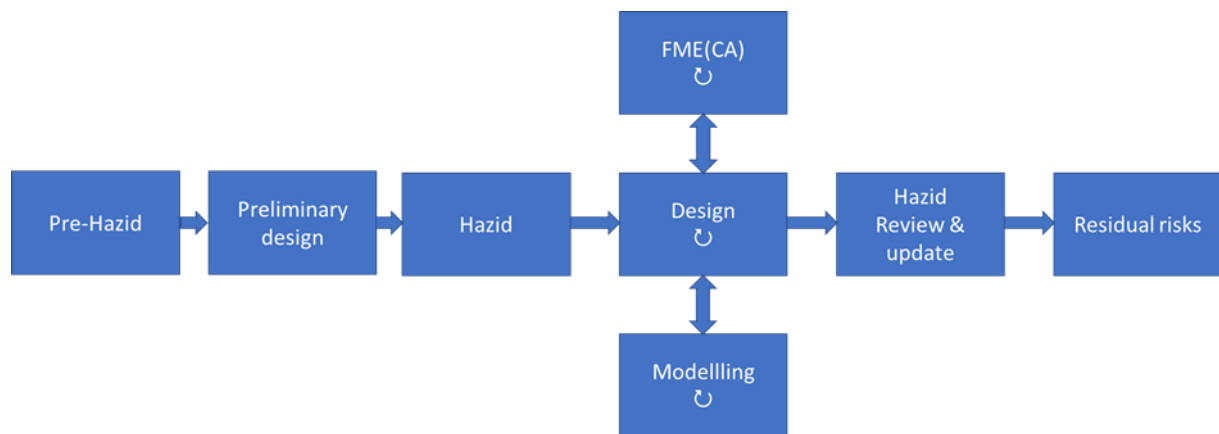 FME(CA)
↻
Pre-Hazid
Preliminary
design
Hazid
Design
↻
Hazid
Review &
update
Residual risks
Modellling
↻